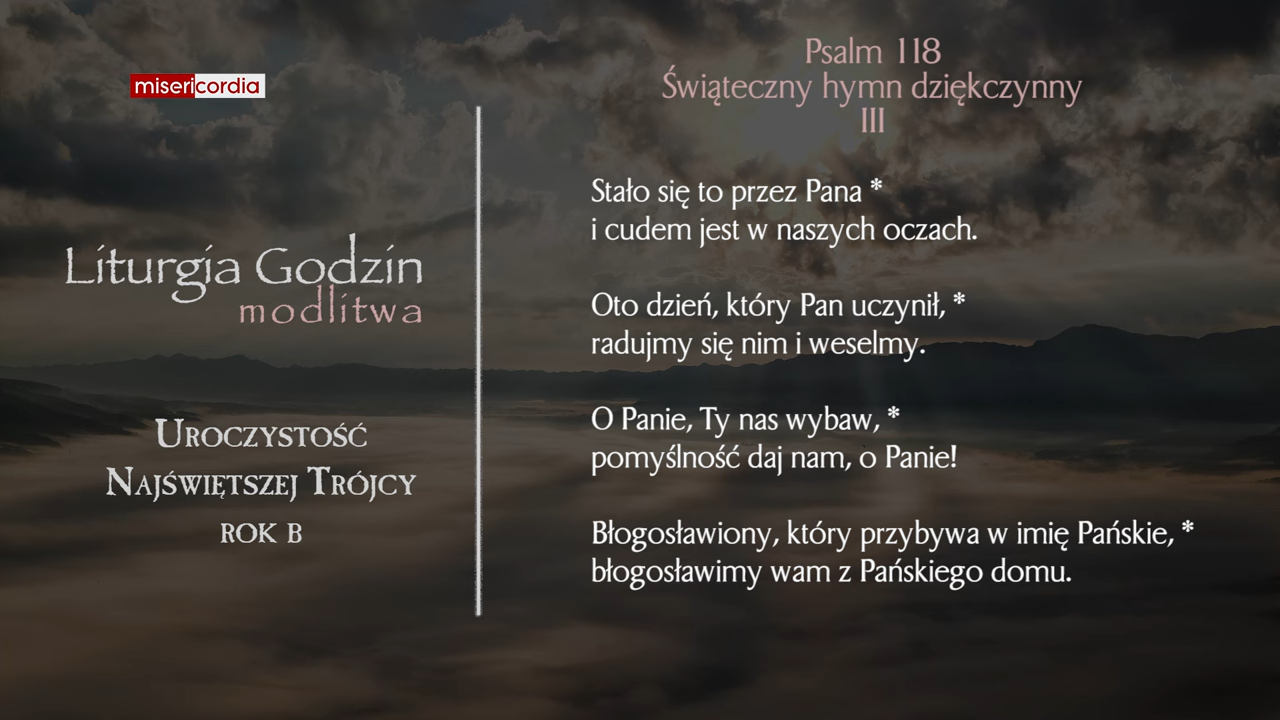 misericordia
Liturgia Godzin
modlitwa
Uroczystość
Najświętszej Trójcy
rok B
Psalm 118
Świąteczny hymn dziękczynny
III
Stało się to przez Pana *
i cudem jest w naszych oczach.
Oto dzień, który Pan uczynił, *
radujmy się nim i weselmy.
O Panie, Ty nas wybaw, *
pomyślność daj nam, o Panie!
Błogosławiony, który przybywa w imię Pańskie, *
błogosławimy wam z Pańskiego domu.